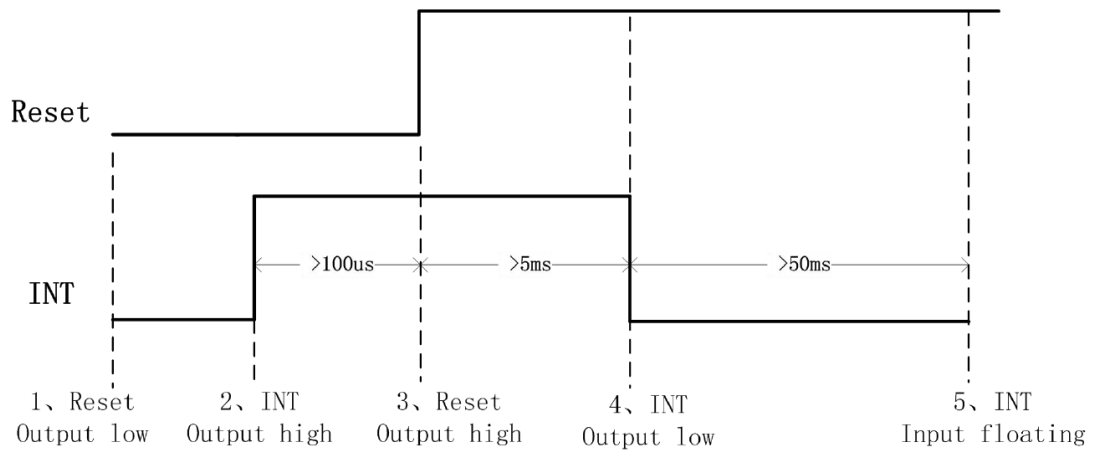 Reset
>100us
>5ms
>50ms
INT
1、Reset
Output low
2、INT
Output high
3、Reset
Output high
4、INT
Output low
5、INT
Input floating